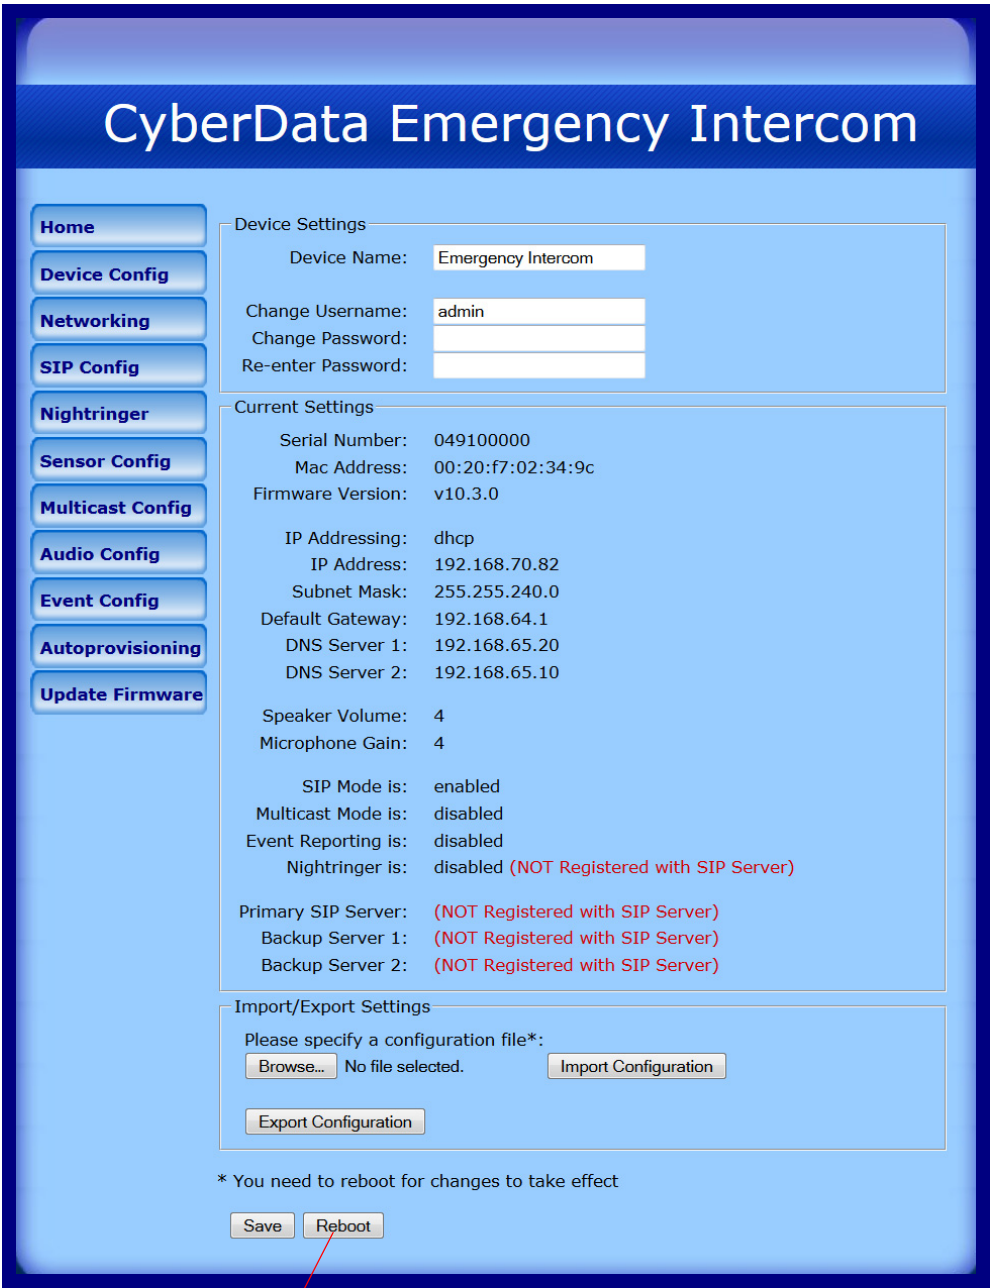 CyberData Emergency Intercom
Home
Device Config
Networking
SIP Config
Nightringer
Sensor Config
Multicast Config
Audio Config
Event Config
Autoprovisioning
Update Firmware
Device Settings
Device Name: Emergency Intercom
Change Username: admin
Change Password:
Re-enter Password:
Current Settings
Serial Number: 049100000
Mac Address: 00:20:f7:02:34:9c
Firmware Version: v10.3.0
IP Addressing: dhcp
IP Address: 192.168.70.82
Subnet Mask: 255.255.240.0
Default Gateway: 192.168.64.1
DNS Server 1: 192.168.65.20
DNS Server 2: 192.168.65.10
Speaker Volume: 4
Microphone Gain: 4
SIP Mode is: enabled
Multicast Mode is: disabled
Event Reporting is: disabled
Nightringer is: disabled (NOT Registered with SIP Server)
Primary SIP Server: (NOT Registered with SIP Server)
Backup Server 1: (NOT Registered with SIP Server)
Backup Server 2: (NOT Registered with SIP Server)
Import/Export Settings
Please specify a configuration file*:
Browse... No file selected. Import Configuration
Export Configuration
* You need to reboot for changes to take effect
Save Reboot